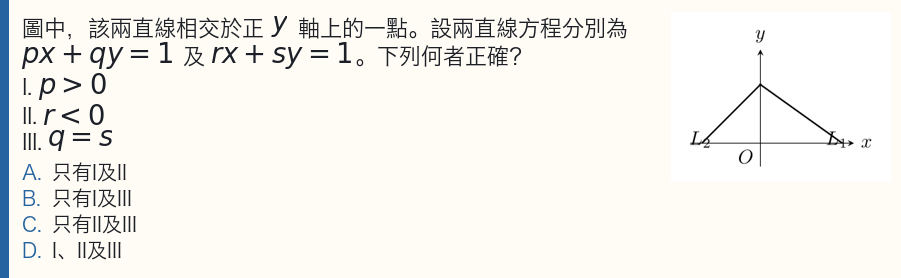 圖中，該兩直線相交於正 y 軸上的一點。設兩直線方程分別為
px + qy = 1 及 rx + sy = 1。下列何者正確?
I. p > 0
II. r < 0
III. q = s
A. 只有I及II
B. 只有I及III
C. 只有II及III
D. I、II及III
y
L₂
L₁
x
O